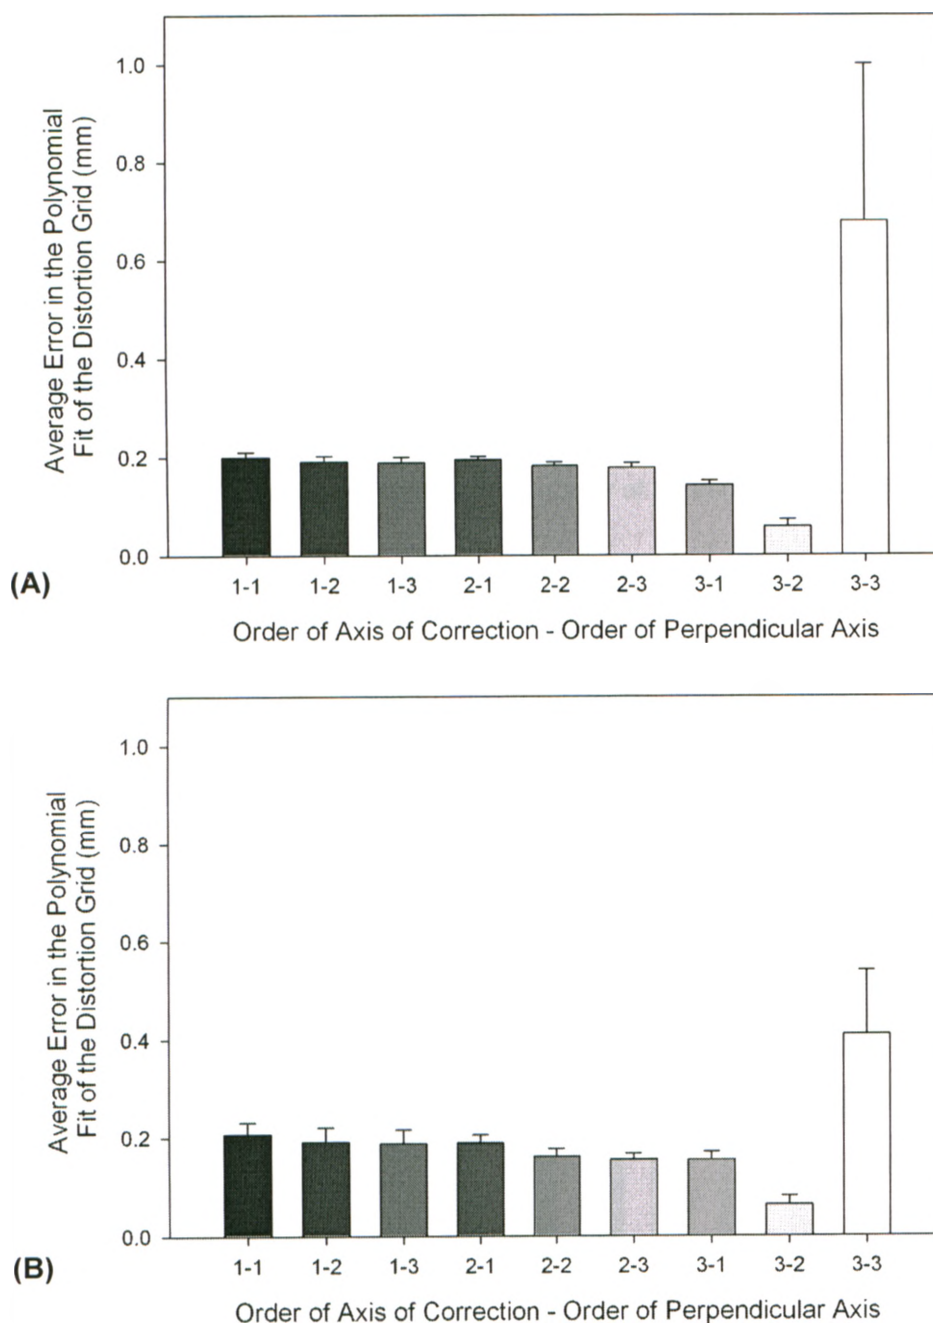 Average Error in the Polynomial
Fit of the Distortion Grid (mm)
1.0
0.8
0.6
0.4
0.2
0.0
(A)
1-1 1-2 1-3 2-1 2-2 2-3 3-1 3-2 3-3
Order of Axis of Correction - Order of Perpendicular Axis
Average Error in the Polynomial
Fit of the Distortion Grid (mm)
1.0
0.8
0.6
0.4
0.2
0.0
(B)
1-1 1-2 1-3 2-1 2-2 2-3 3-1 3-2 3-3
Order of Axis of Correction - Order of Perpendicular Axis